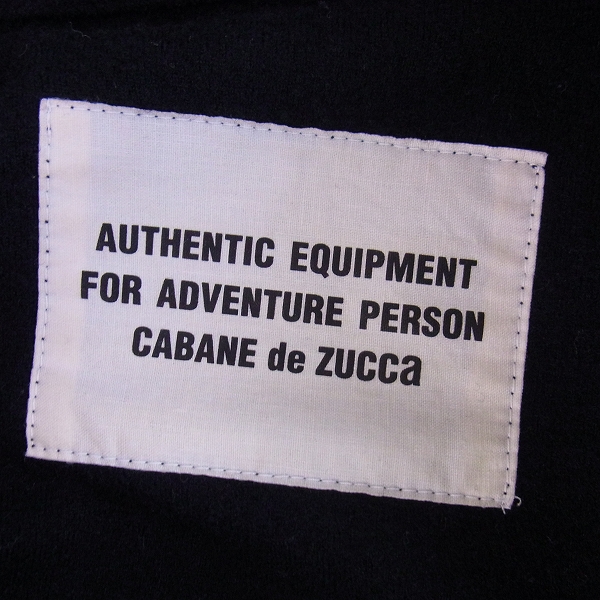 AUTHENTIC EQUIPMENT
FOR ADVENTURE PERSON
CABANE de ZUCCa